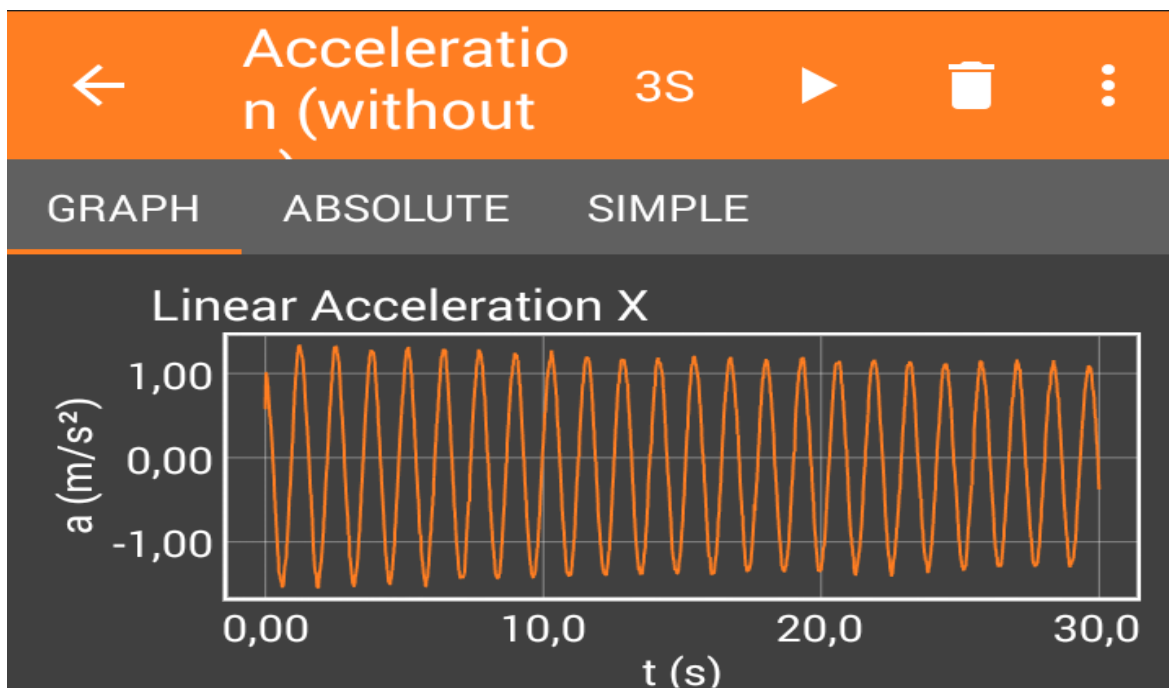 Acceleratio
n (without
3S
GRAPH ABSOLUTE SIMPLE
Linear Acceleration X
a (m/s²)
1,00
0,00
-1,00
0,00 10,0 20,0 30,0
t (s)